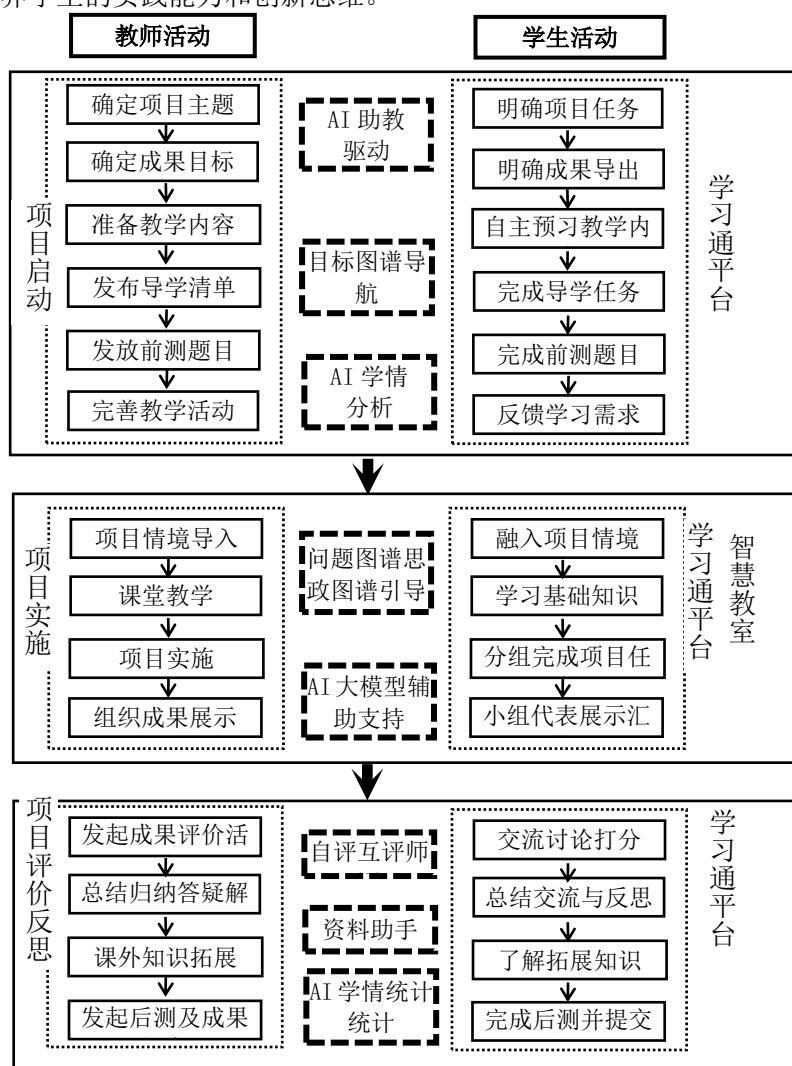 养学生的实践能力和创新思维。
教师活动
学生活动
项目启动
确定项目主题
确定成果目标
准备教学内容
发布导学清单
发放前测题目
完善教学活动
AI 助教
驱动
目标图谱导
航
AI 学情
分析
明确项目任务
明确成果导出
自主预习教学内
完成导学任务
完成前测题目
反馈学习需求
学习通平台
项目实施
项目情境导入
课堂教学
项目实施
组织成果展示
问题图谱思
政图谱引导
AI 大模型辅
助支持
融入项目情境
学习基础知识
分组完成项目任
小组代表展示汇
学习通平台
智慧教室
项目评价反思
发起成果评价活
总结归纳答疑解
课外知识拓展
发起后测及成果
自评互评师
资料助手
AI 学情统计
统计
交流讨论打分
总结交流与反思
了解拓展知识
完成后测并提交
学习通平台